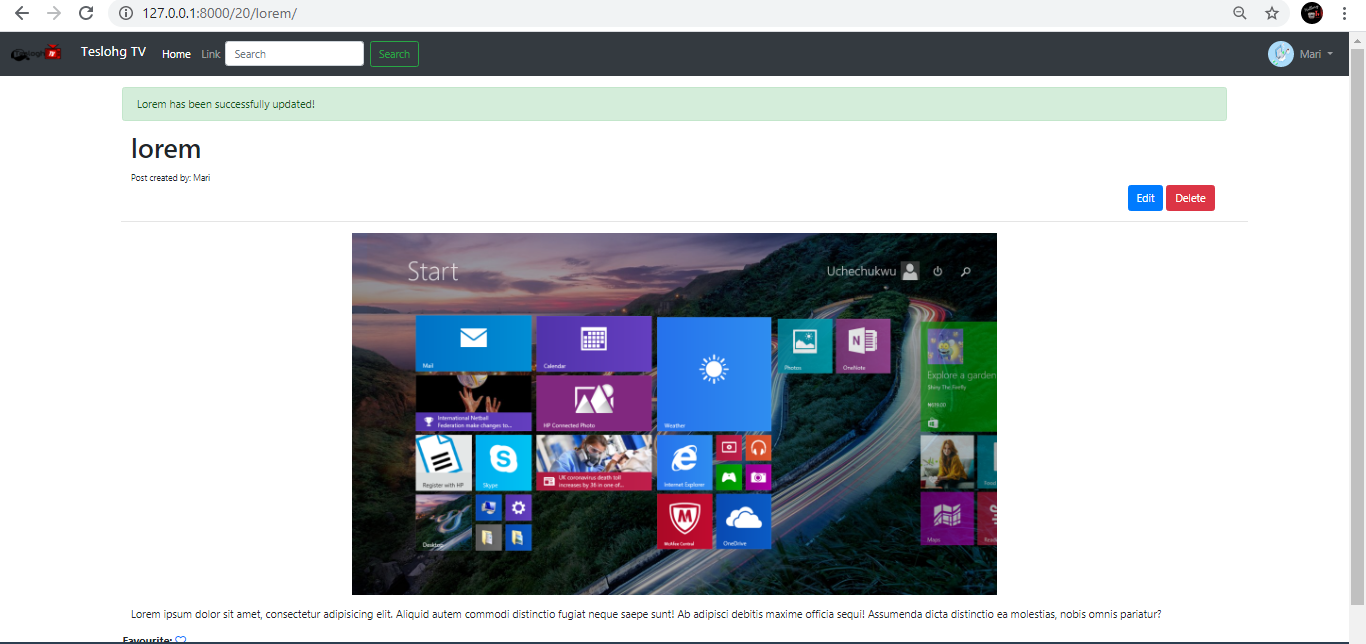 127.0.0.1:8000/20/lorem/
Teslohg TV Home Link Search Search Mari
Lorem has been successfully updated!
lorem
Post created by: Mari
Edit Delete
Start Uchechukwu
Mail Calendar Weather Photos OneNote
Explore a garden
Shiny The firefly
International Netball
Federation make changes to...
HP Connected Photo
Register with HP Skype
UK coronavirus death toll
increases by 36 in one of...
Internet Explorer
Desktop
McAfee Central OneDrive Maps
Lorem ipsum dolor sit amet, consectetur adipisicing elit. Aliquid autem commodi distinctio fugiat neque saepe sunt! Ab adipisci debitis maxime officia sequi! Assumenda dicta distinctio ea molestias, nobis omnis pariatur?
Favourite: